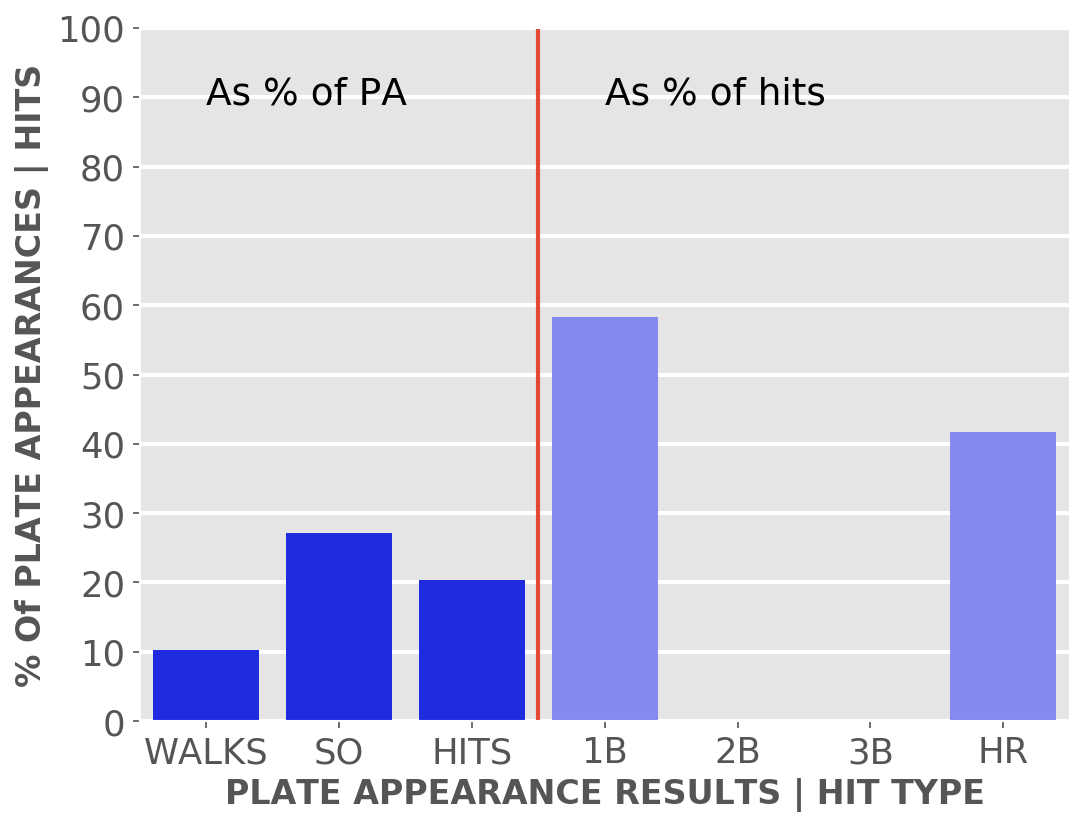 100
90
80
70
60
50
40
30
20
10
0
% Of PLATE APPEARANCES | HITS
As % of PA
As % of hits
WALKS SO HITS 1B 2B 3B HR
PLATE APPEARANCE RESULTS | HIT TYPE